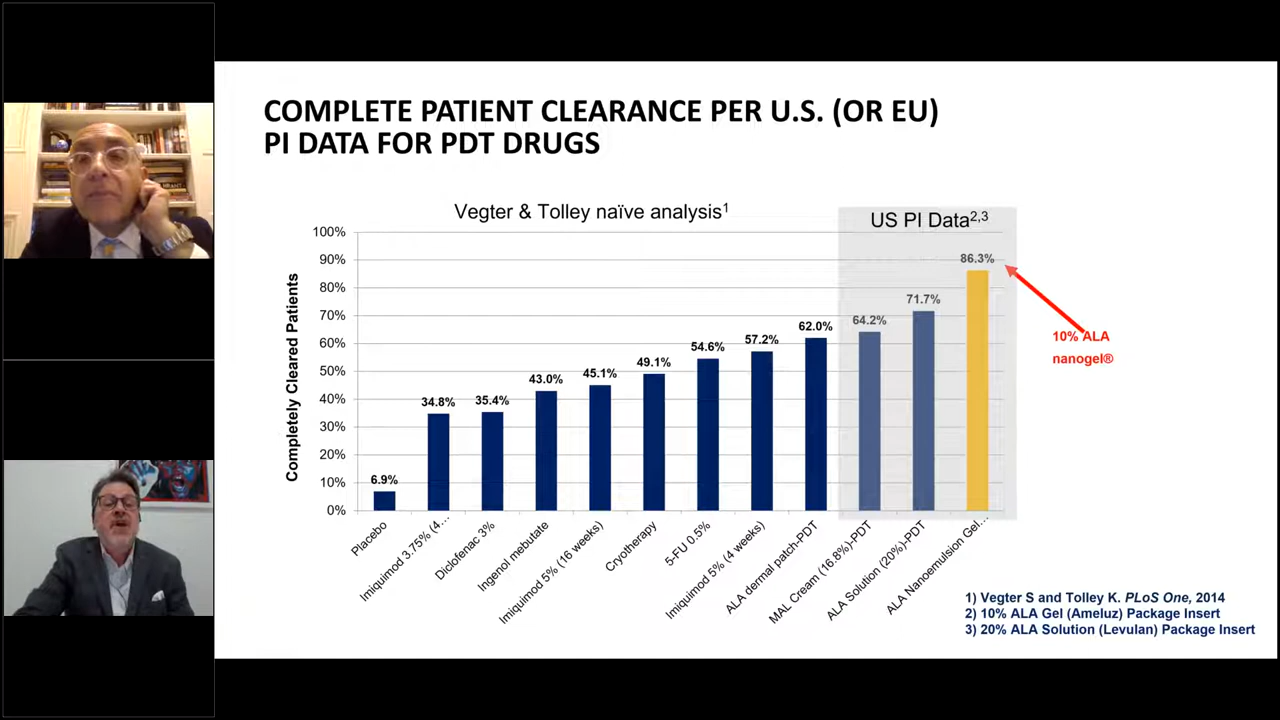 COMPLETE PATIENT CLEARANCE PER U.S. (OR EU)
PI DATA FOR PDT DRUGS
Vegter & Tolley naïve analysis1
US PI Data2,3
Completely Cleared Patients
100%
90%
80%
70%
60%
50%
40%
30%
20%
10%
0%
6.9%
34.8%
35.4%
43.0%
45.1%
49.1%
54.6%
57.2%
62.0%
64.2%
71.7%
86.3%
Placebo
Imiquimod 3.75% (4...
Diclofenac 3%
Ingenol mebutate
Imiquimod 5% (16 weeks)
Cryotherapy
5-FU 0.5%
Imiquimod 5% (4 weeks)
ALA dermal patch-PDT
MAL Cream (16.8%)-PDT
ALA Solution (20%)-PDT
ALA Nanoemulsion Gel...
10% ALA
nanogel®
1) Vegter S and Tolley K. PLoS One, 2014
2) 10% ALA Gel (Ameluz) Package Insert
3) 20% ALA Solution (Levulan) Package Insert